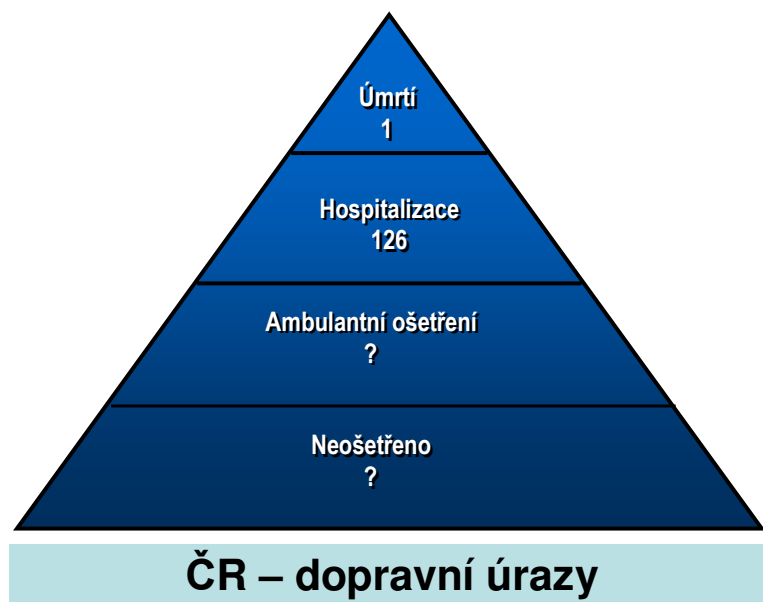 Úmrtí
1
Hospitalizace
126
Ambulantní ošetření
?
Neošetřeno
?
ČR – dopravní úrazy